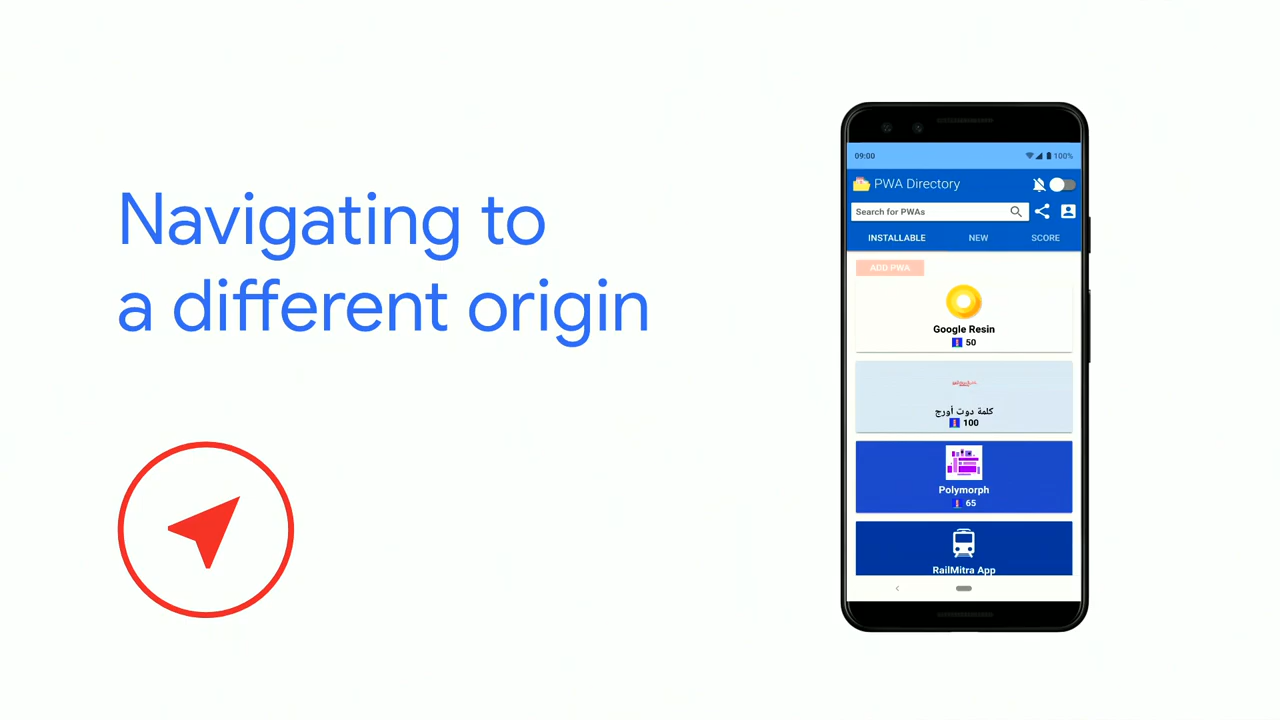 Navigating to
a different origin
09:00
100%
PWA Directory
Search for PWAs
INSTALLABLE NEW SCORE
ADD PWA
Google Resin
50
كلمة دوت أورج
100
Polymorph
65
RailMitra App